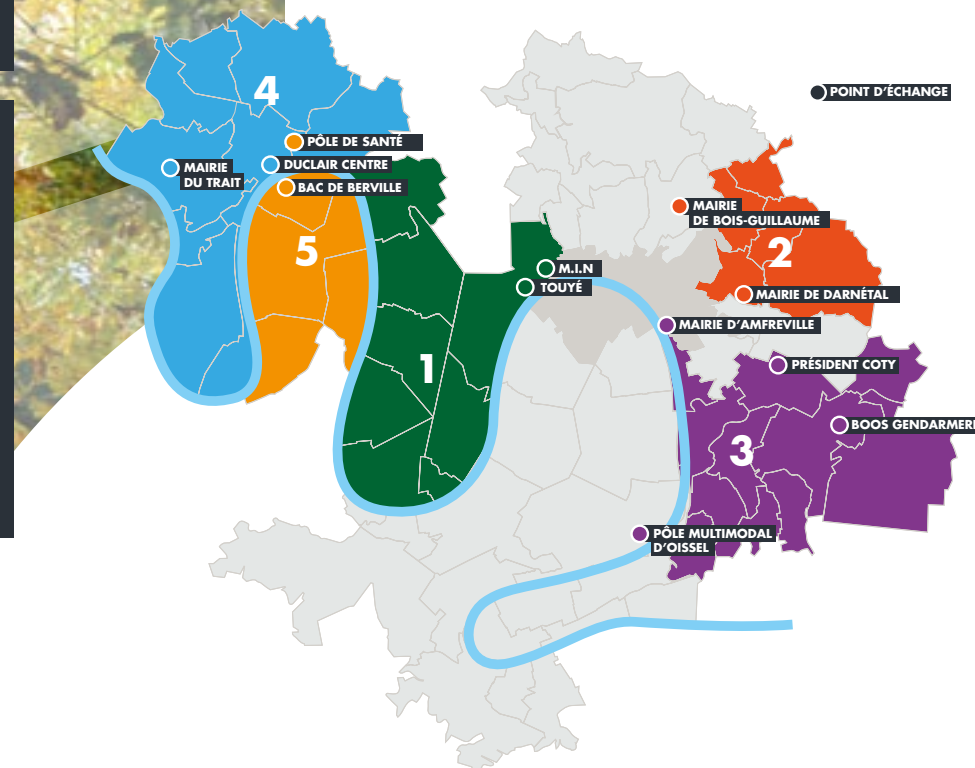 4
POINT D'ÉCHANGE
PÔLE DE SANTÉ
MAIRIE
DU TRAIT
DUCLAIR CENTRE
BAC DE BERVILLE
MAIRIE
DE BOIS-GUILLAUME
5
2
M.I.N
TOUYÉ
MAIRIE DE DARNÉTAL
MAIRIE D'AMFREVILLE
1
PRÉSIDENT COTY
BOOS GENDARMERI
3
PÔLE MULTIMODAL
D'OISSEL